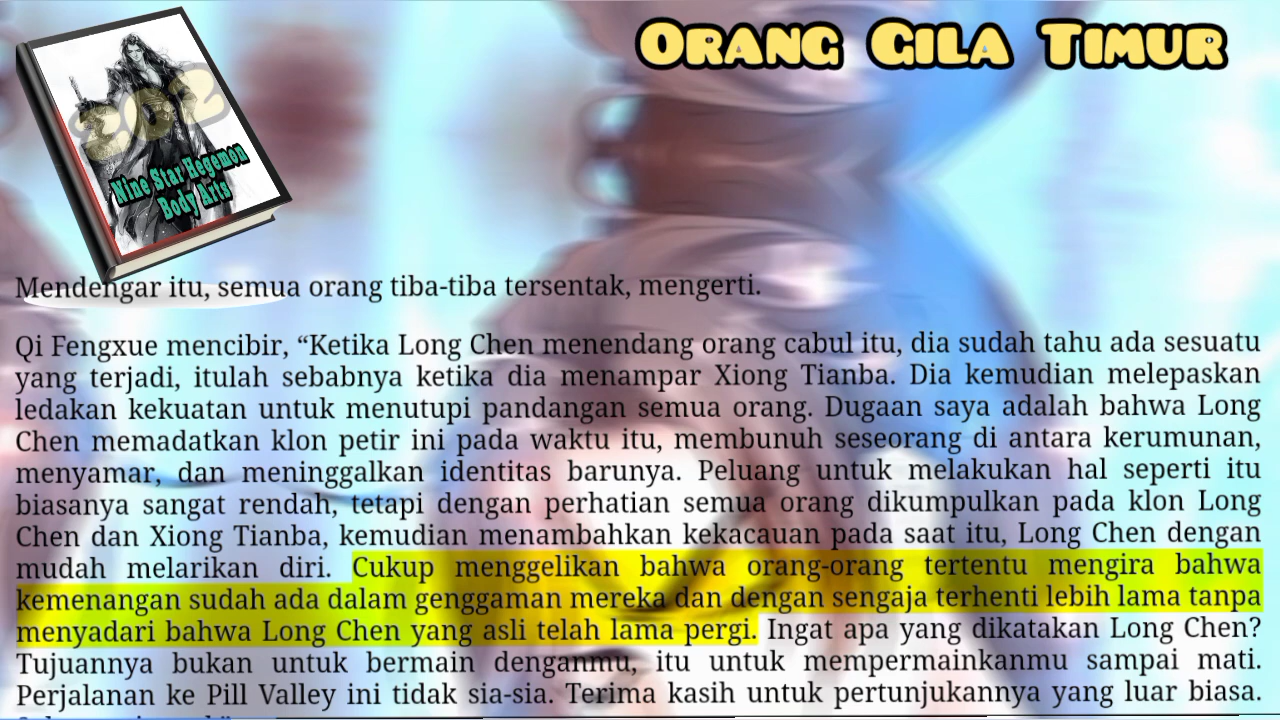 Orang Gila Timur
202
Nine Star Hegemon
Body Arts
Mendengar itu, semua orang tiba-tiba tersentak, mengerti.
Qi Fengxue mencibir, “Ketika Long Chen menendang orang cabul itu, dia sudah tahu ada sesuatu
yang terjadi, itulah sebabnya ketika dia menampar Xiong Tianba. Dia kemudian melepaskan
ledakan kekuatan untuk menutupi pandangan semua orang. Dugaan saya adalah bahwa Long
Chen memadatkan klon petir ini pada waktu itu, membunuh seseorang di antara kerumunan,
menyamar, dan meninggalkan identitas barunya. Peluang untuk melakukan hal seperti itu
biasanya sangat rendah, tetapi dengan perhatian semua orang dikumpulkan pada klon Long
Chen dan Xiong Tianba, kemudian menambahkan kekacauan pada saat itu, Long Chen dengan
mudah melarikan diri. Cukup menggelikan bahwa orang-orang tertentu mengira bahwa
kemenangan sudah ada dalam genggaman mereka dan dengan sengaja terhenti lebih lama tanpa
menyadari bahwa Long Chen yang asli telah lama pergi. Ingat apa yang dikatakan Long Chen?
Tujuannya bukan untuk bermain denganmu, itu untuk mempermainkanmu sampai mati.
Perjalanan ke Pill Valley ini tidak sia-sia. Terima kasih untuk pertunjukannya yang luar biasa.